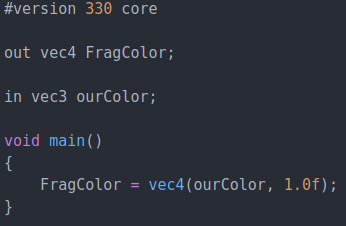 #version 330 core
out vec4 FragColor;
in vec3 ourColor;
void main()
{
    FragColor = vec4(ourColor, 1.0f);
}